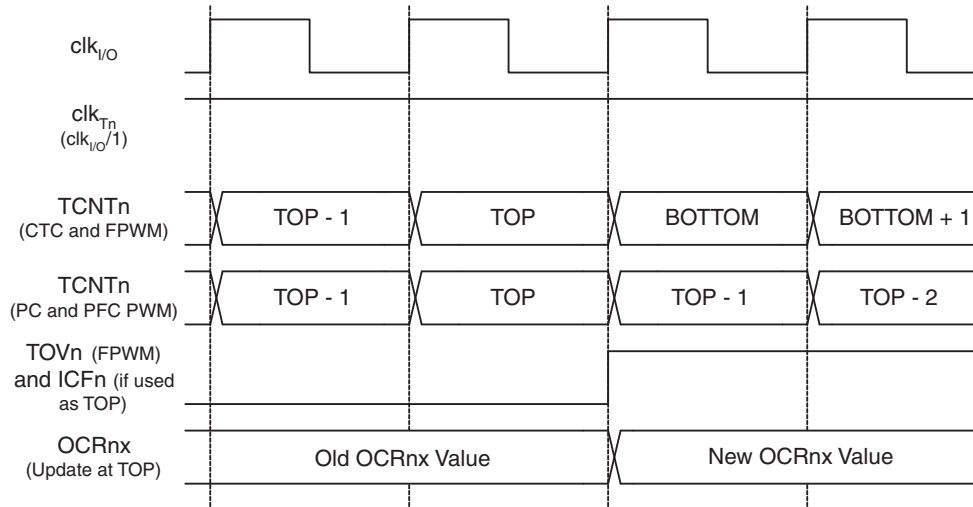 clkI/O
clkTn
(clkI/O/1)
TCNTn
(CTC and FPWM)
TOP - 1
TOP
BOTTOM
BOTTOM + 1
TCNTn
(PC and PFC PWM)
TOP - 1
TOP
TOP - 1
TOP - 2
TOVn (FPWM)
and ICFn (if used
as TOP)
OCRnx
(Update at TOP)
Old OCRnx Value
New OCRnx Value